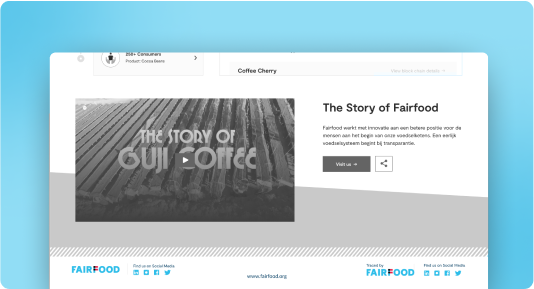 250+ Consumers
Product: Cocoa Beans
Coffee Cherry
View/learn more details
THE STORY OF
GUJI COFFEE
The Story of Fairfood
Fairfood werkt met innovatie aan een betere positie voor de
mensen aan het begin van onze voedselketens. Een eerlijk
voedselsysteem begint bij transparantie.
Visit us →
FAIRFOOD
Find us on Social Media
www.fairfood.org
Traced by
FAIRFOOD
Find us on Social Media